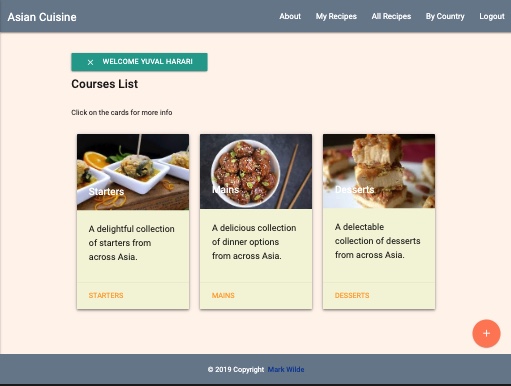 Asian Cuisine
About My Recipes All Recipes By Country Logout
× WELCOME YUVAL HARARI
Courses List
Click on the cards for more info
Starters
A delightful collection
of starters from
across Asia.
STARTERS
Mains
A delicious collection
of dinner options
from across Asia.
MAINS
Desserts
A delectable
collection of desserts
from across Asia.
DESSERTS
+
© 2019 Copyright Mark Wilde